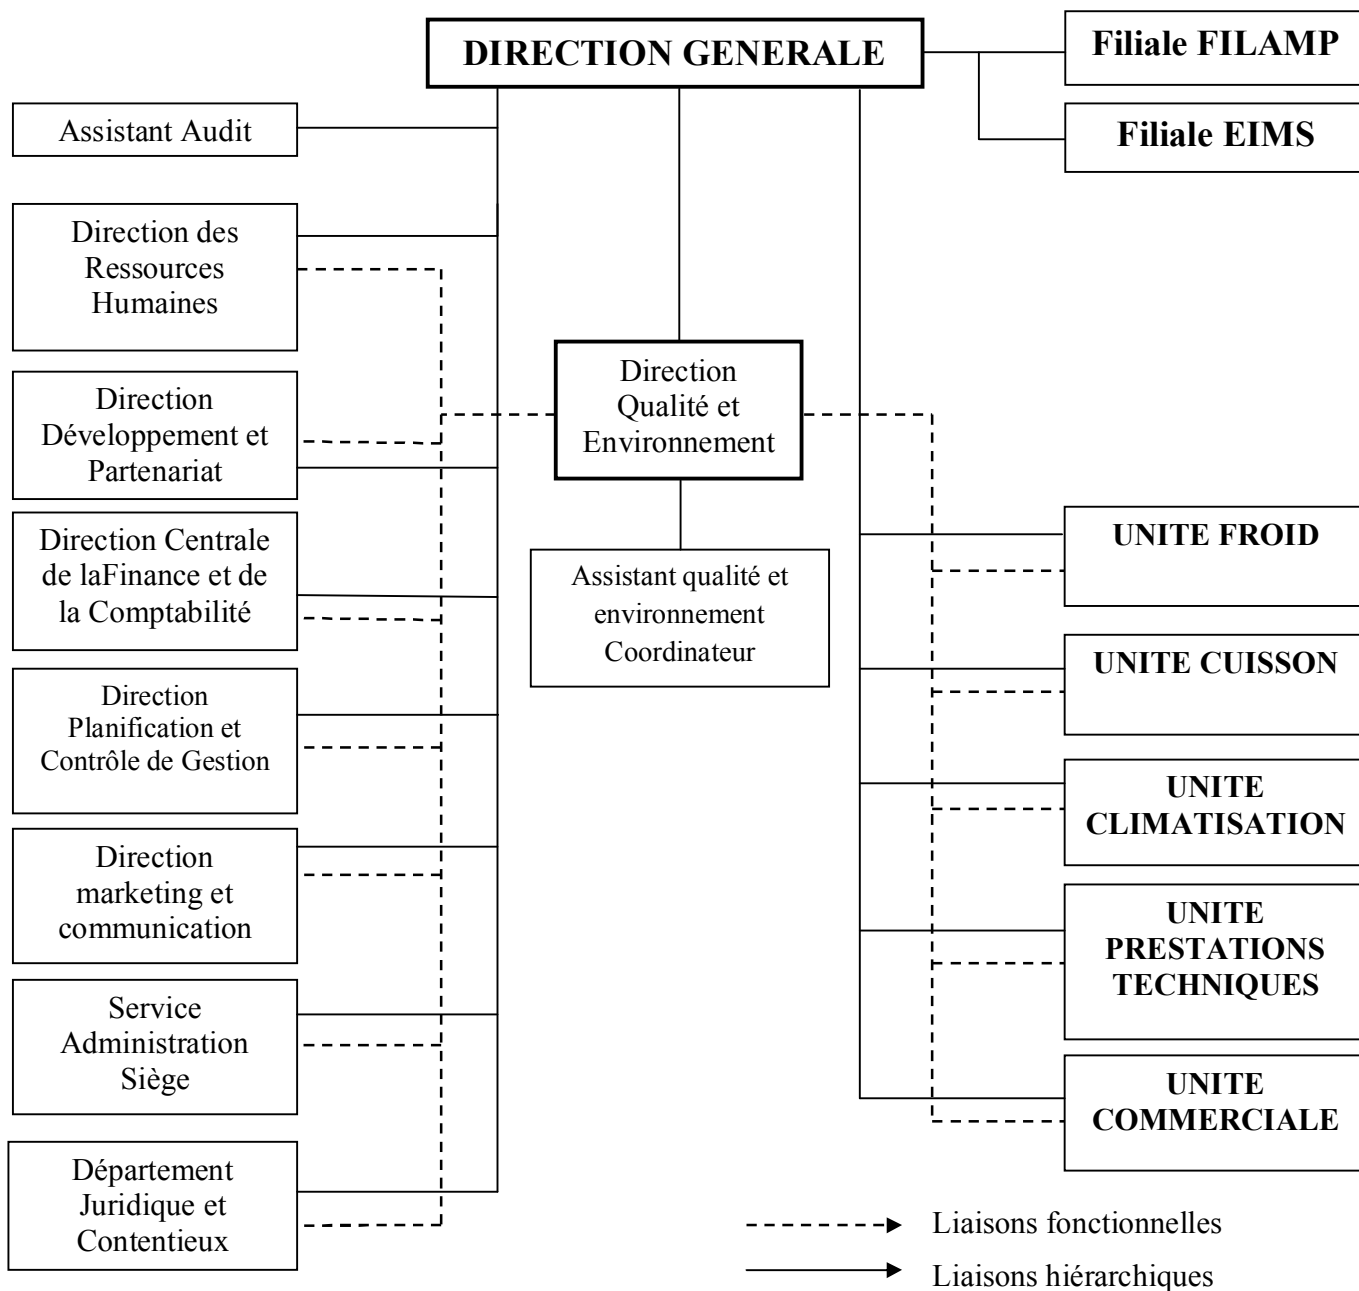 DIRECTION GENERALE
Filiale FILAMP
Filiale EIMS
Assistant Audit
Direction des
Ressources
Humaines
Direction
Développement et
Partenariat
Direction Centrale
de laFinance et de
la Comptabilité
Direction
Planification et
Contrôle de Gestion
Direction
marketing et
communication
Service
Administration
Siège
Département
Juridique et
Contentieux
Direction
Qualité et
Environnement
Assistant qualité et
environnement
Coordinateur
UNITE FROID
UNITE CUISSON
UNITE
CLIMATISATION
UNITE
PRESTATIONS
TECHNIQUES
UNITE
COMMERCIALE
Liaisons fonctionnelles
Liaisons hiérarchiques